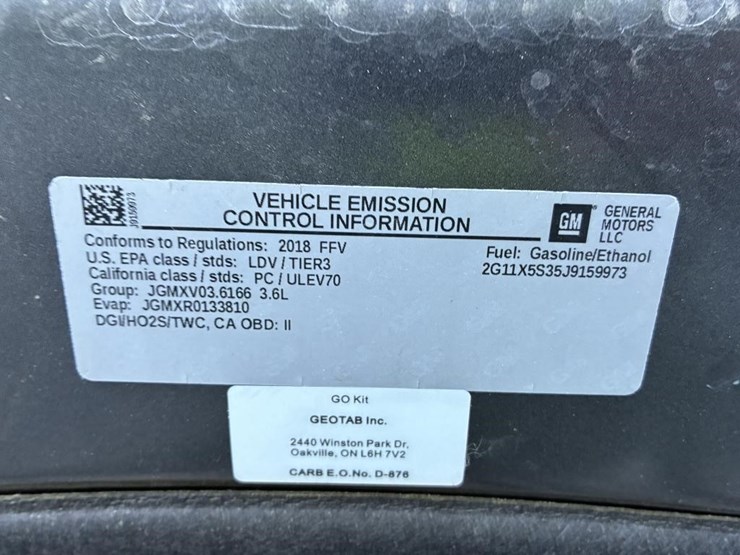 J9159973
VEHICLE EMISSION
CONTROL INFORMATION
GM
GENERAL
MOTORS
LLC
Conforms to Regulations: 2018 FFV
U.S. EPA class / stds: LDV / TIER3
California class / stds: PC / ULEV70
Group: JGMXV03.6166 3.6L
Evap: JGMXR0133810
DGI/HO2S/TWC, CA OBD: II
Fuel: Gasoline/Ethanol
2G11X5S35J9159973
GO Kit
GEOTAB Inc.
2440 Winston Park Dr,
Oakville, ON L6H 7V2
CARB E.O.No. D-876